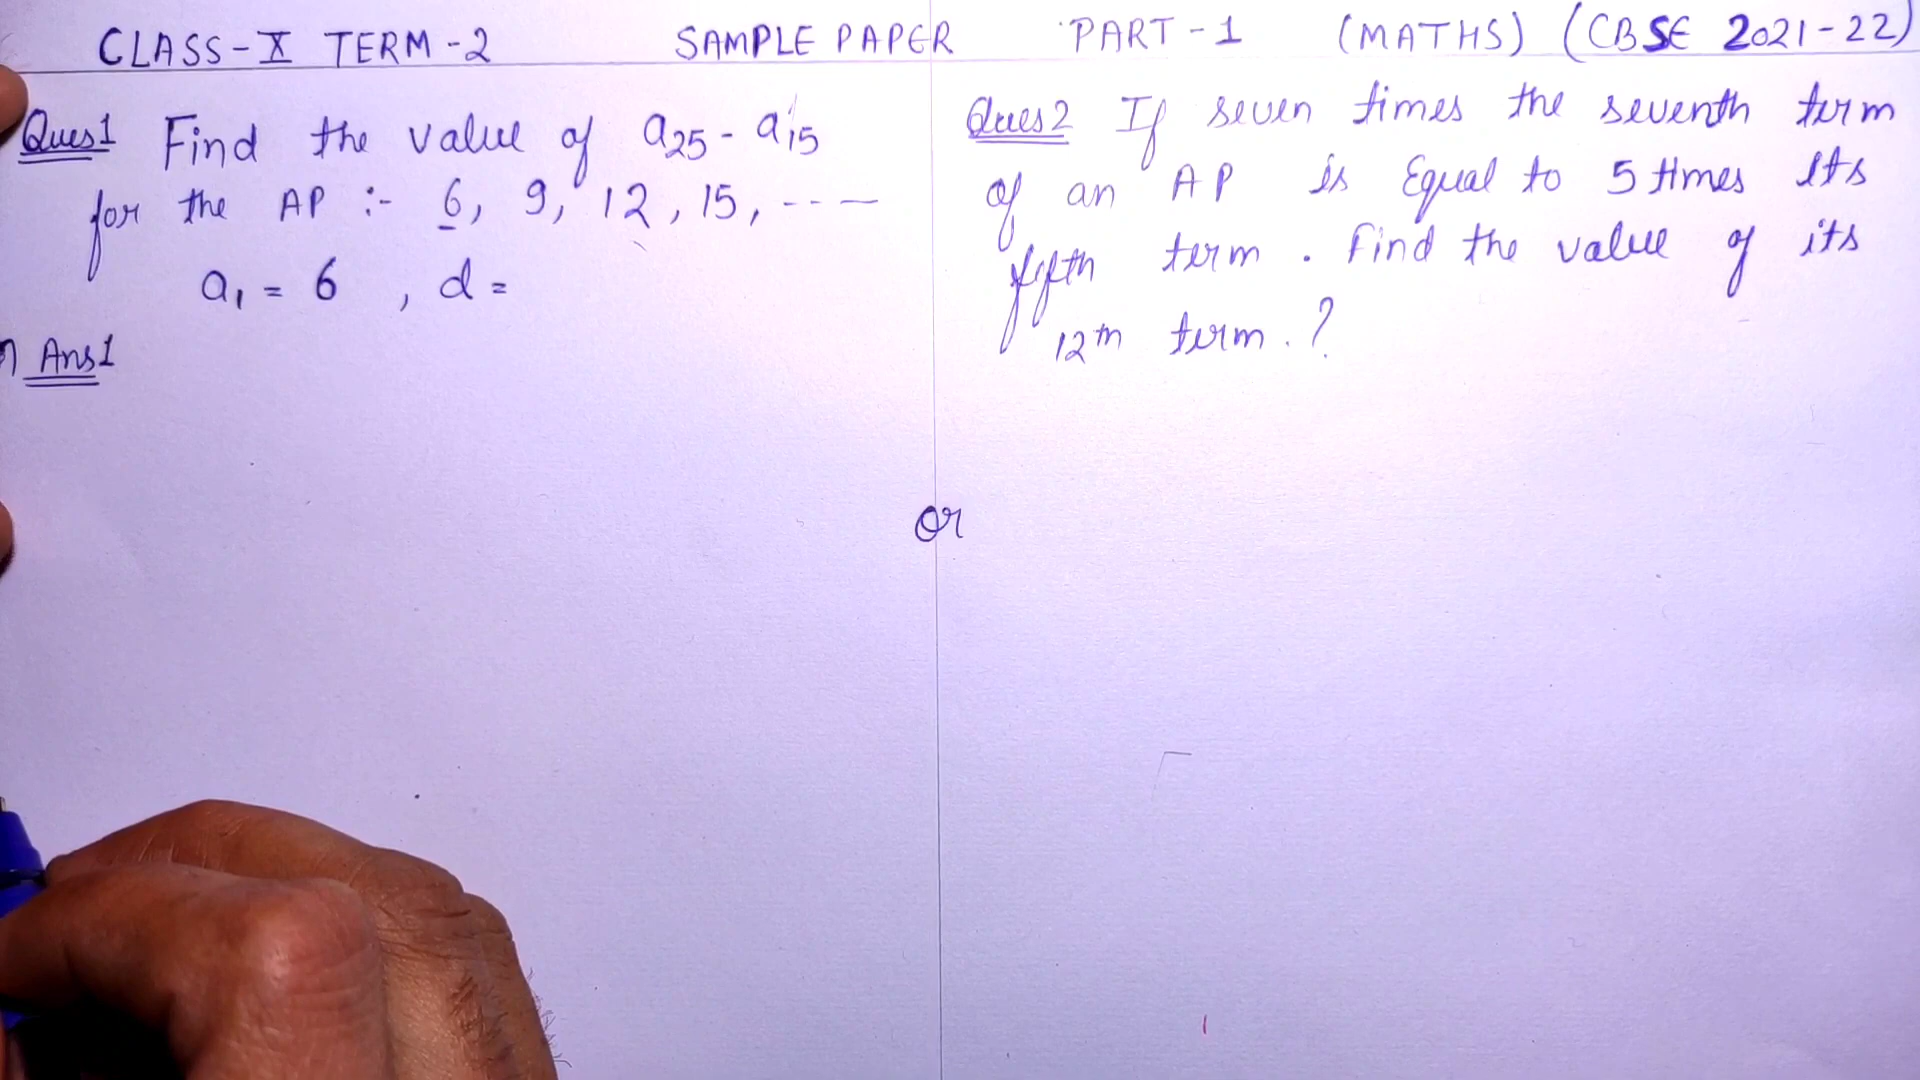 CLASS-X TERM-2 SAMPLE PAPER PART-1 (MATHS) (CBSE 2021-22)
Ques1 Find the value of a25 - a15
for the AP :- 6, 9, 12, 15, ----
a1 = 6 , d =
Ans1
or
Ques2 If seven times the seventh term
of an AP is Equal to 5 times its
fifth term. Find the value of its
12th term.?